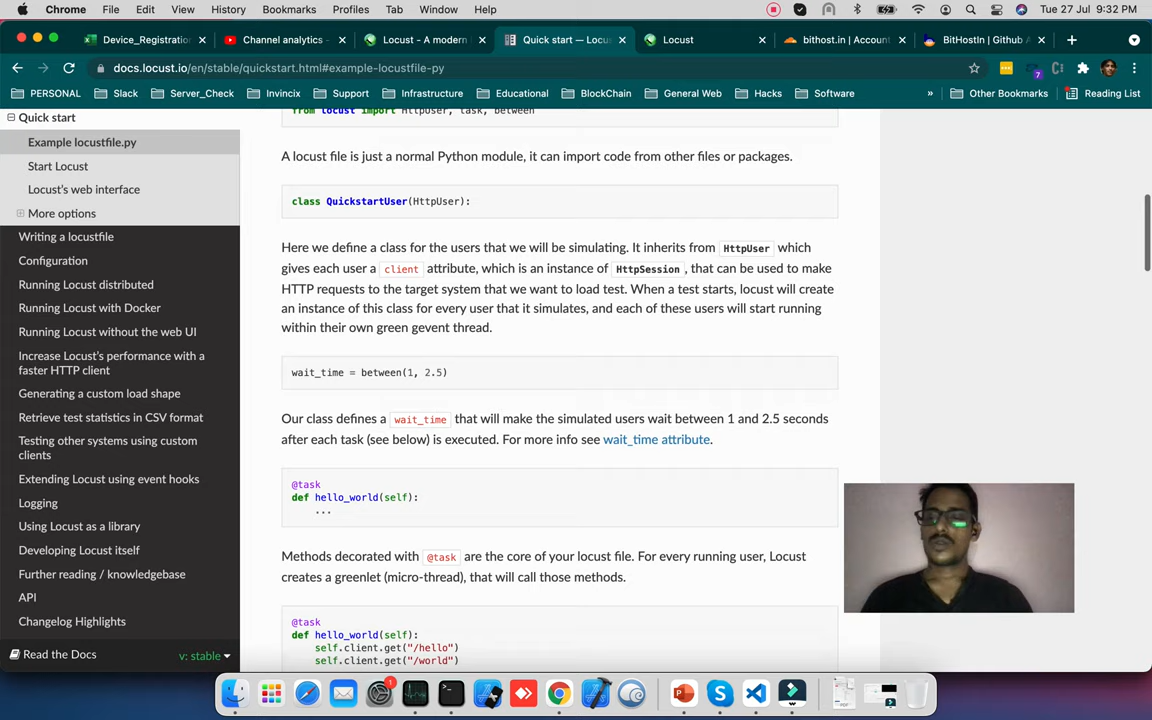 Chrome File Edit View History Bookmarks Profiles Tab Window Help Tue 27 Jul 9:32 PM
Device_Registratio Channel analytics – Locust - A modern Quick start — Locu Locust bithost.in | Accoun BitHostIn | Github A
docs.locust.io/en/stable/quickstart.html#example-locustfile-py 7
PERSONAL Slack Server_Check Invincix Support Infrastructure Educational BlockChain General Web Hacks Software » Other Bookmarks Reading List
Quick start
Example locustfile.py
Start Locust
Locust's web interface
More options
Writing a locustfile
Configuration
Running Locust distributed
Running Locust with Docker
Running Locust without the web UI
Increase Locust's performance with a
faster HTTP client
Generating a custom load shape
Retrieve test statistics in CSV format
Testing other systems using custom
clients
Extending Locust using event hooks
Logging
Using Locust as a library
Developing Locust itself
Further reading / knowledgebase
API
Changelog Highlights
Read the Docs v: stable
from locust import HttpUser, task, between
A locust file is just a normal Python module, it can import code from other files or packages.
class QuickstartUser(HttpUser):
Here we define a class for the users that we will be simulating. It inherits from HttpUser which
gives each user a client attribute, which is an instance of HttpSession , that can be used to make
HTTP requests to the target system that we want to load test. When a test starts, locust will create
an instance of this class for every user that it simulates, and each of these users will start running
within their own green gevent thread.
wait_time = between(1, 2.5)
Our class defines a wait_time that will make the simulated users wait between 1 and 2.5 seconds
after each task (see below) is executed. For more info see wait_time attribute.
@task
def hello_world(self):
...
Methods decorated with @task are the core of your locust file. For every running user, Locust
creates a greenlet (micro-thread), that will call those methods.
@task
def hello_world(self):
self.client.get("/hello")
self.client.get("/world")
1